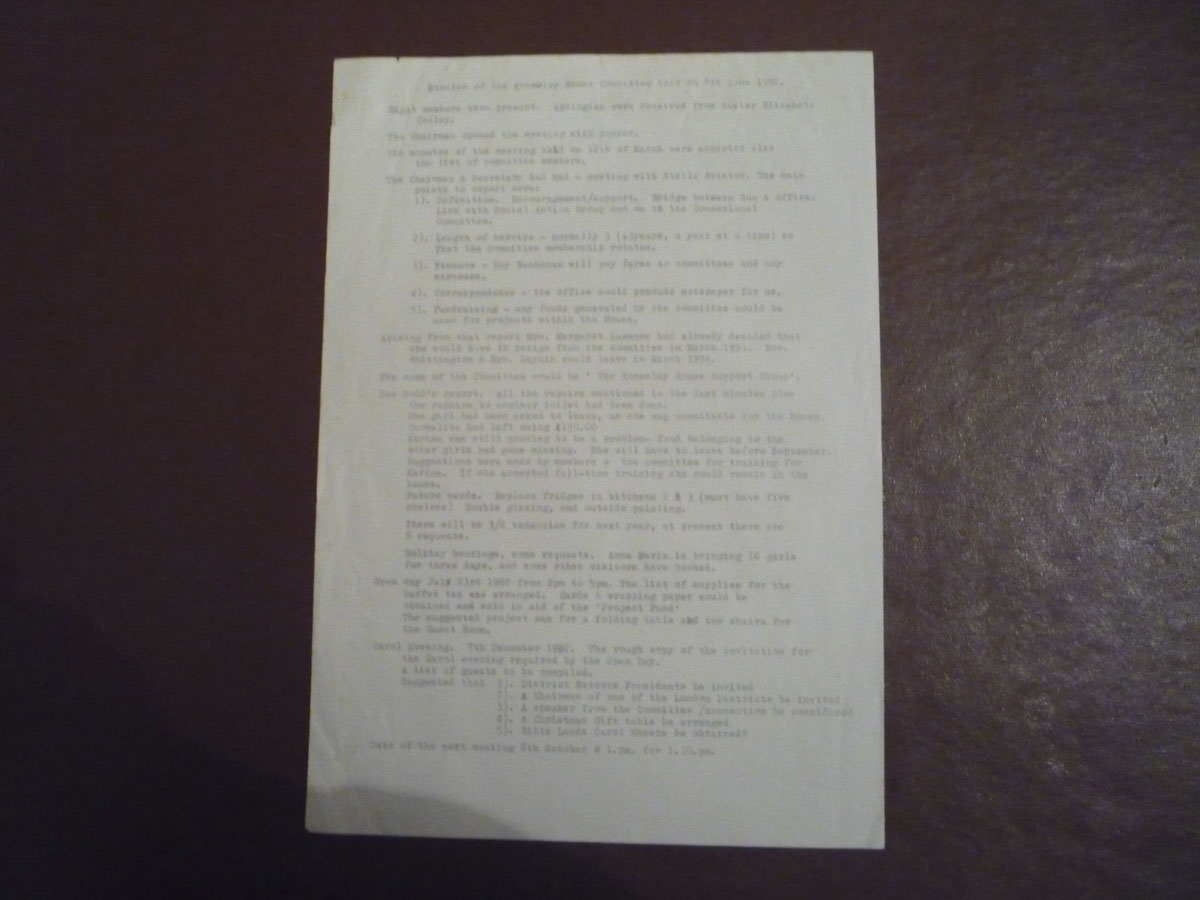 Minutes of the House Committee held on 8th June 1992.
Eight members were present. Apologies were received from Sister Elizabeth
The Chairman opened the meeting with prayer.
The minutes of the meeting held on 16th of March were accepted also
the list of committee members.
The Chairman & Secretary had had a meeting with Stella Bristow. The main
points to report were:
1). Definition. Encouragement/support. Bridge between Sue & office.
Link with Social Action Group and on to the Connexional
Committee.
2). Length of service - normally 3 years, a year at a time) so
that the committee membership rotates.
3). Finance - Roy Buchanan will pay fares to committees and any
expenses.
4). Correspondance - the office would produce notepaper for us.
5). Fundraising - any funds generated by the committee could be
used for projects within the House.
Arising from that report Mrs. Margaret had already decided that
she would have to resign from the committee in March 1993. Mrs.
Whittington & Mrs. would leave in March 1994.
The name of the Committee would be ' The House Support Group'.
Sue report. All the repairs mentioned in the last minutes plus
the repairs to another toilet had been done.
One girl had been asked to leave, as she was unsuitable for the House.
had left owing £150.00
Karina was still proving to be a problem- food belonging to the
other girls had gone missing. She will have to leave before September.
Suggestions were made by members o the committee for training for
Karina. If she accepted full-time training she could remain in the
house.
Future needs. Replace fridges in kitchens 2 & 3 (must have five
shelves) Double glazing, and outside painting.
There will be vacancies for next year, at present there are
8 requests.
Holiday bookings, some requests. Anna Maria is bringing 16 girls
for three days, and some other visitors have booked.
Open day July 23rd 1992 from 2pm to 5pm. The list of supplies for the
buffet tea was arranged. Cards & wrapping paper would be
obtained and sold in aid of the 'Project Fund'
The suggested project was for a folding table and two chairs for
the Guest Room.
Carol Evening. 7th December 1992. The rough copy of the invitation for
the Carol evening required by the Open Day.
A list of guests to be compiled.
Suggested that 1). District Network Presidents be invited
2). A Chairman of one of the London Districts be invited
3). A speaker from the Committee /connection be considered
4). A Christmas Gift table be arranged
5). Bible Lands Carol Sheets be obtained?
Date of the next meeting 8th October @ 1.pm. for 1.30.pm.